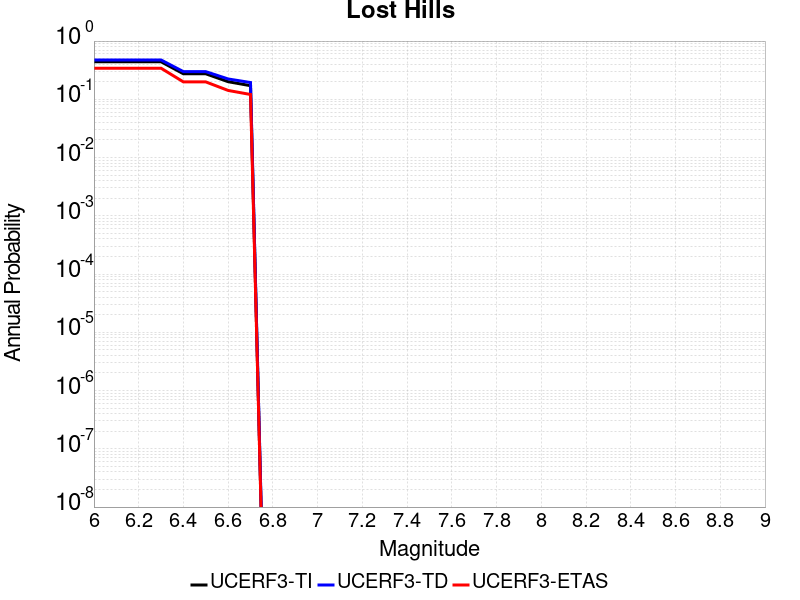 Lost Hills
10^0
10^-1
10^-2
10^-3
10^-4
10^-5
10^-6
10^-7
10^-8
Annual Probability
6 6.2 6.4 6.6 6.8 7 7.2 7.4 7.6 7.8 8 8.2 8.4 8.6 8.8 9
Magnitude
UCERF3-TI UCERF3-TD UCERF3-ETAS